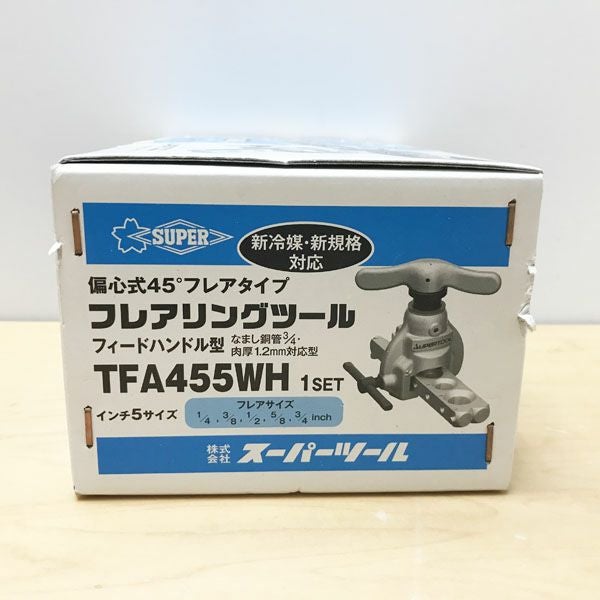 SUPER
新冷媒・新規格
対応
偏心式45°フレアタイプ
フレアリングツール
フィードハンドル型 なまし銅管3/4・
肉厚1.2mm対応型
TFA455WH 1SET
インチ5サイズ
フレアサイズ
1/4, 3/8, 1/2, 5/8, 3/4 inch
株式会社 スーパーツール
SUPERTOOL